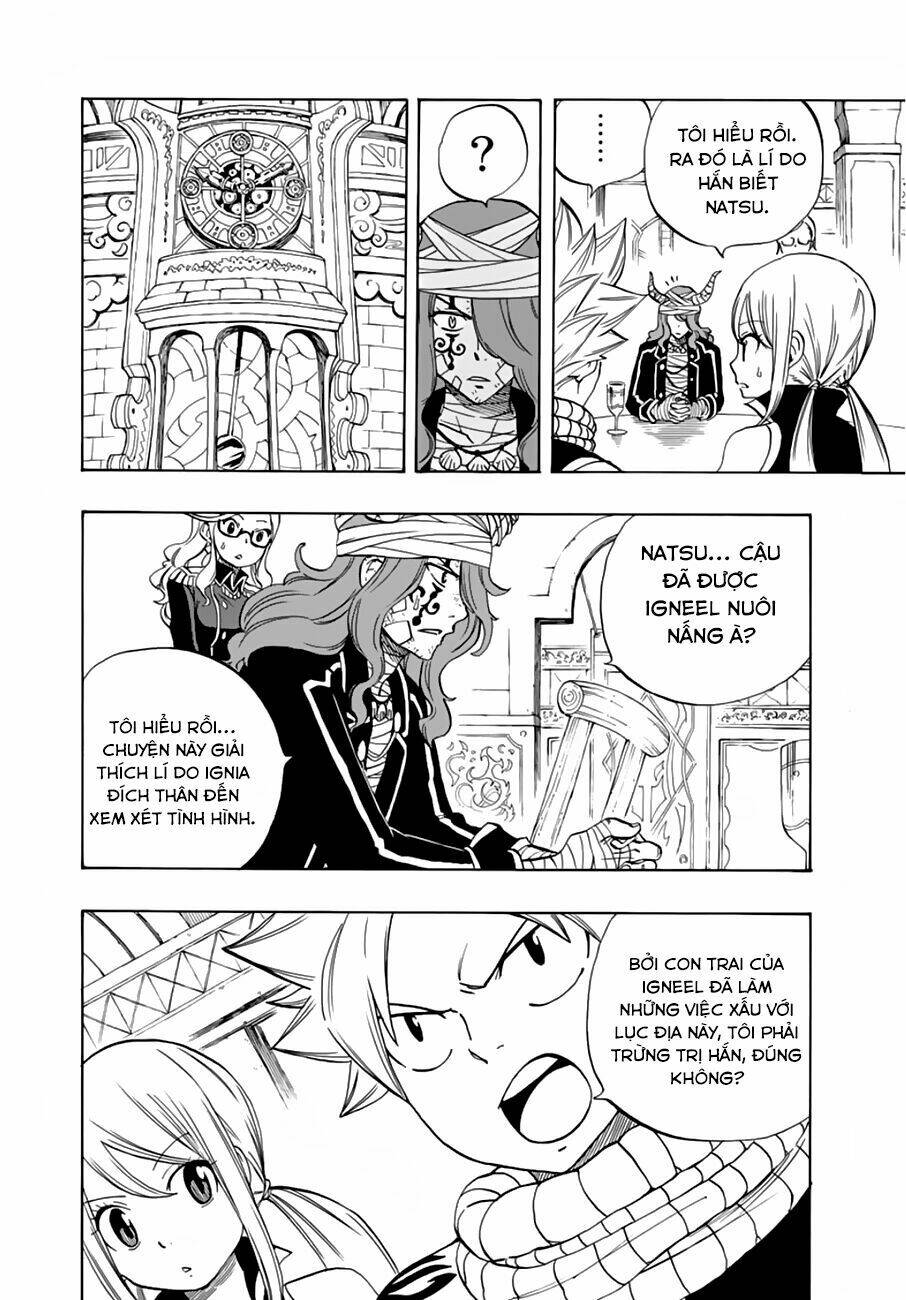 TÔI HIỂU RỒI.
RA ĐÓ LÀ LÍ DO
HẮN BIẾT
NATSU.
......
?
NATSU... CẬU
ĐÃ ĐƯỢC
IGNEEL NUÔI
NẤNG À?
TÔI HIỂU RỒI...
CHUYỆN NÀY GIẢI
THÍCH LÍ DO IGNIA
ĐÍCH THÂN ĐẾN
XEM XÉT TÌNH HÌNH.
BỞI CON TRAI CỦA
IGNEEL ĐÃ LÀM
NHỮNG VIỆC XẤU VỚI
LỤC ĐỊA NÀY, TÔI PHẢI
TRỪNG TRỊ HẮN, ĐÚNG
KHÔNG?